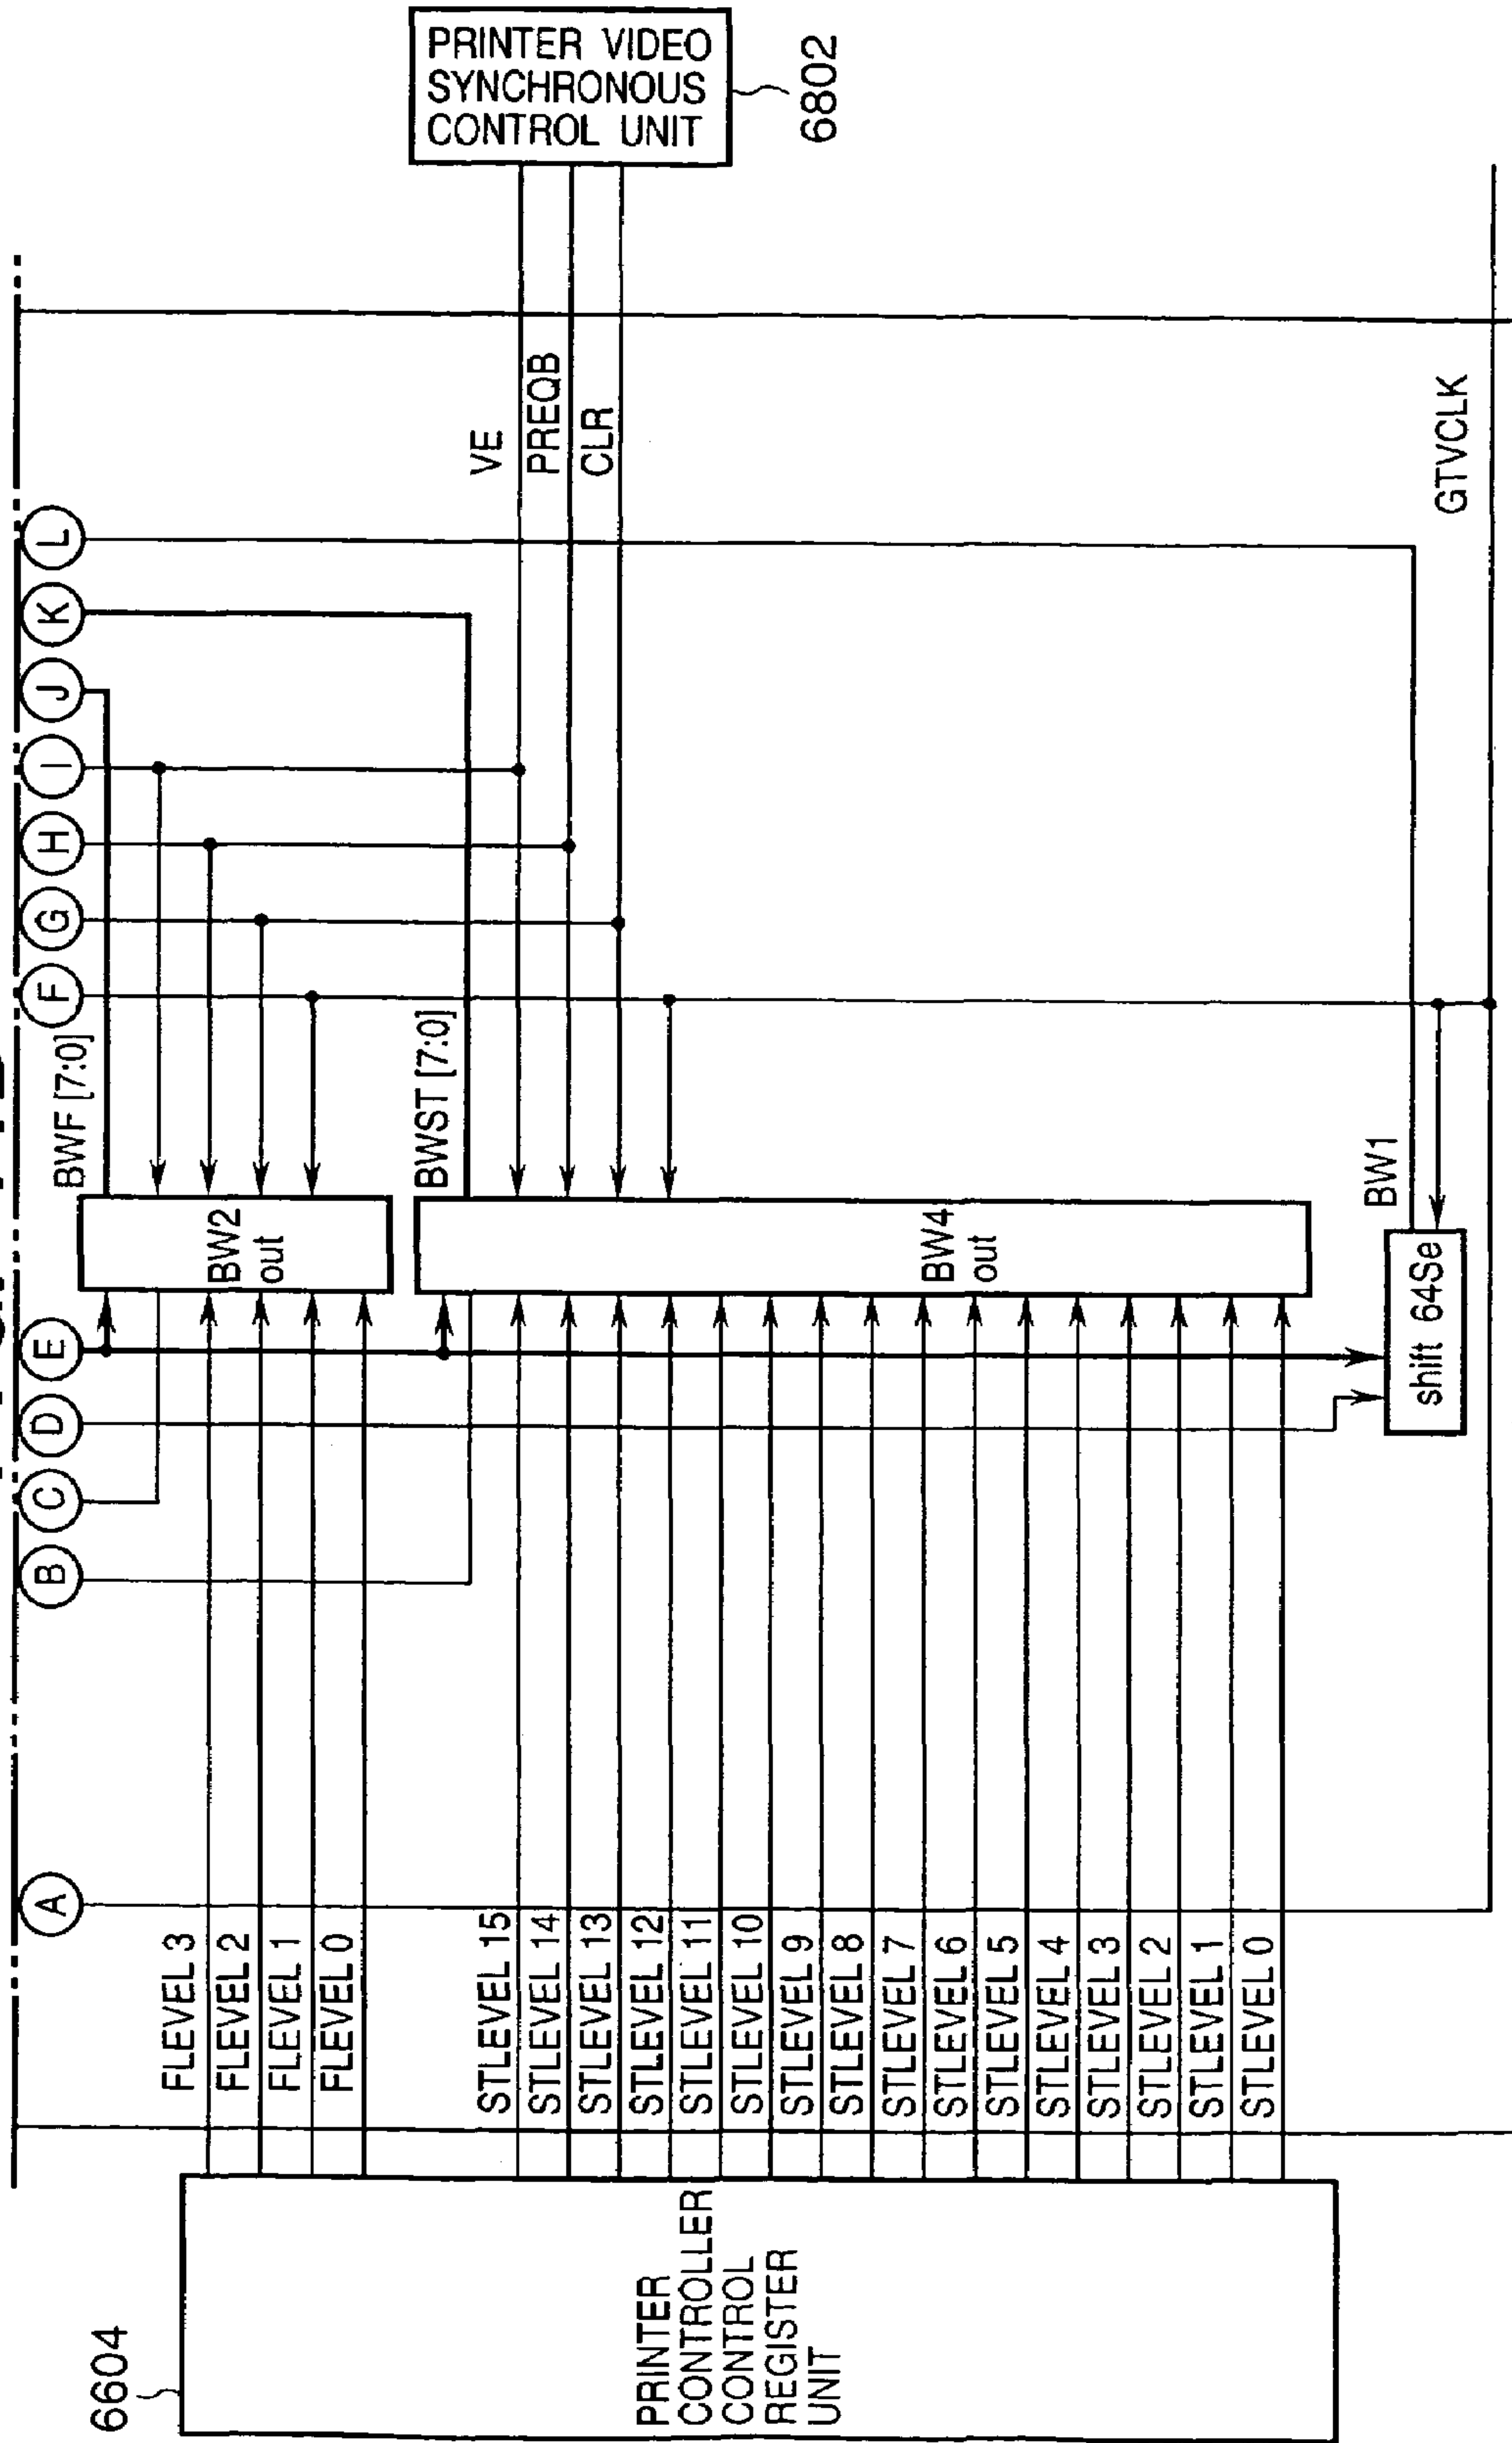 A
B
C
D
E
F
G
H
I
J
K
L
6604
PRINTER
CONTROLLER
CONTROL
REGISTER
UNIT
FLEVEL 3
FLEVEL 2
FLEVEL 1
FLEVEL 0
STLEVEL 15
STLEVEL 14
STLEVEL 13
STLEVEL 12
STLEVEL 11
STLEVEL 10
STLEVEL 9
STLEVEL 8
STLEVEL 7
STLEVEL 6
STLEVEL 5
STLEVEL 4
STLEVEL 3
STLEVEL 2
STLEVEL 1
STLEVEL 0
BW2
out
BWF [7:0]
BW4
out
BWST [7:0]
shift 64Se
BW1
VE
PREQB
CLR
GTVCLK
PRINTER VIDEO
SYNCHRONOUS
CONTROL UNIT
6802